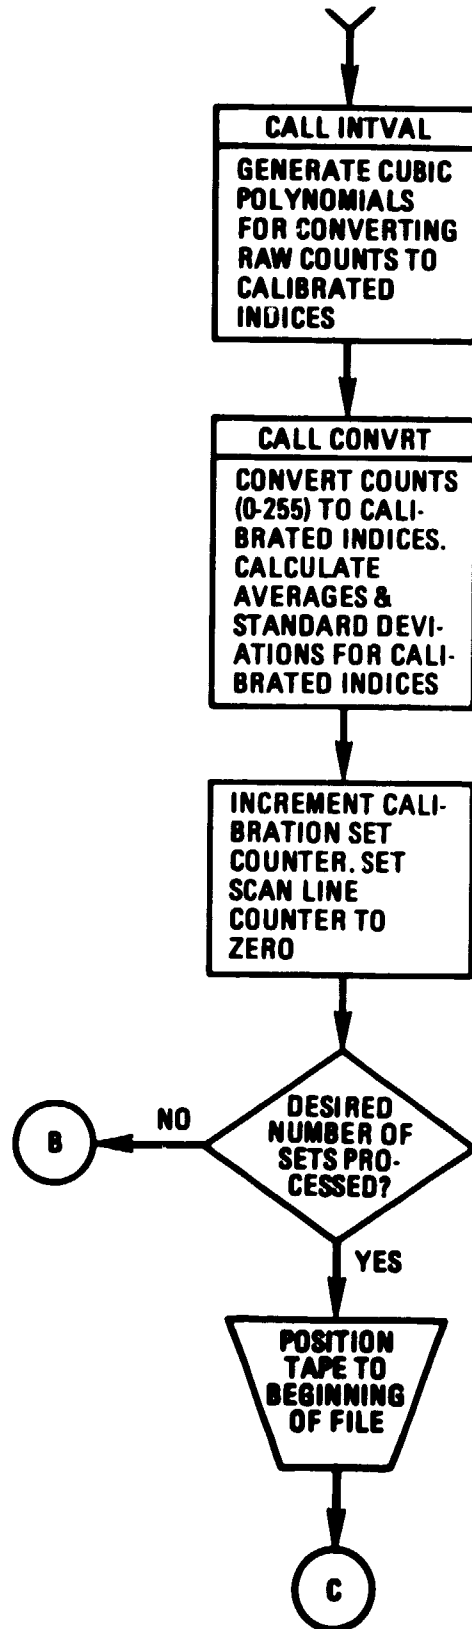 CALL INTVAL
GENERATE CUBIC
POLYNOMIALS
FOR CONVERTING
RAW COUNTS TO
CALIBRATED
INDICES
CALL CONVRT
CONVERT COUNTS
(0-255) TO CALI-
BRATED INDICES.
CALCULATE
AVERAGES &
STANDARD DEVI-
ATIONS FOR CALI-
BRATED INDICES
INCREMENT CALI-
BRATION SET
COUNTER. SET
SCAN LINE
COUNTER TO
ZERO
DESIRED
NUMBER OF
SETS PRO-
CESSED?
NO
B
YES
POSITION
TAPE TO
BEGINNING
OF FILE
C